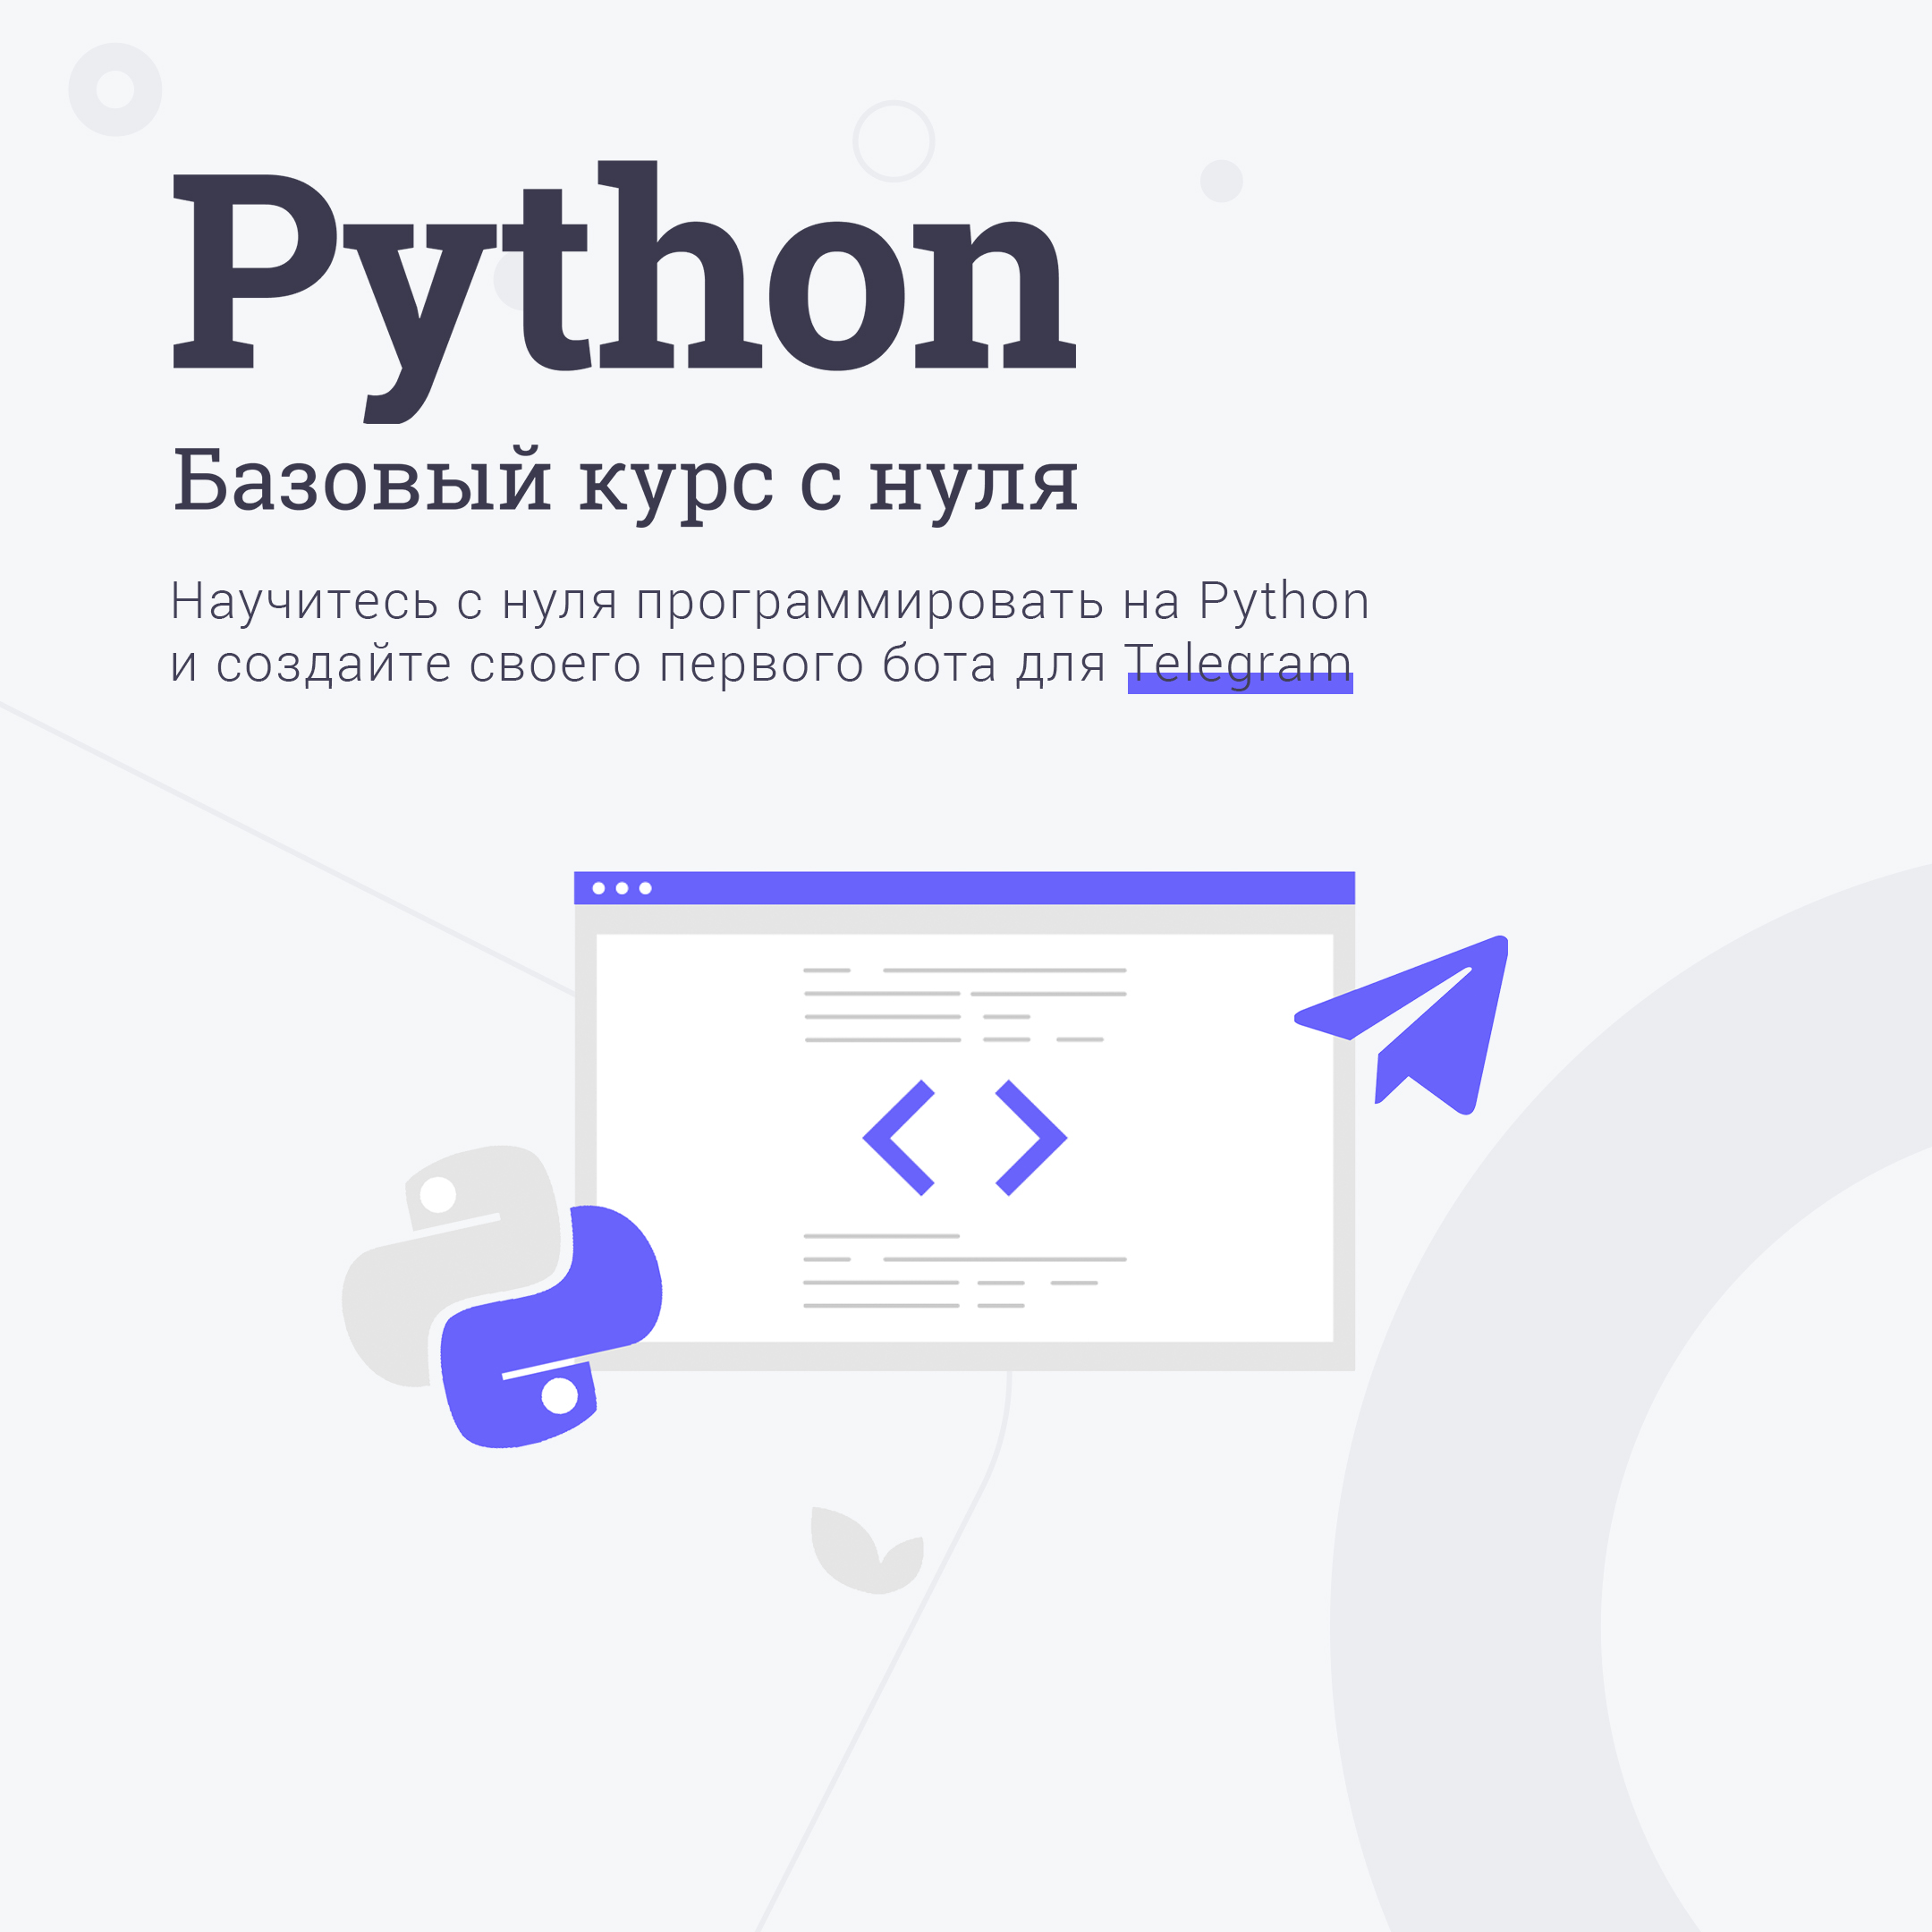 Python
Базовый курс с нуля
Научитесь с нуля программировать на Python
и создайте своего первого бота для Telegram